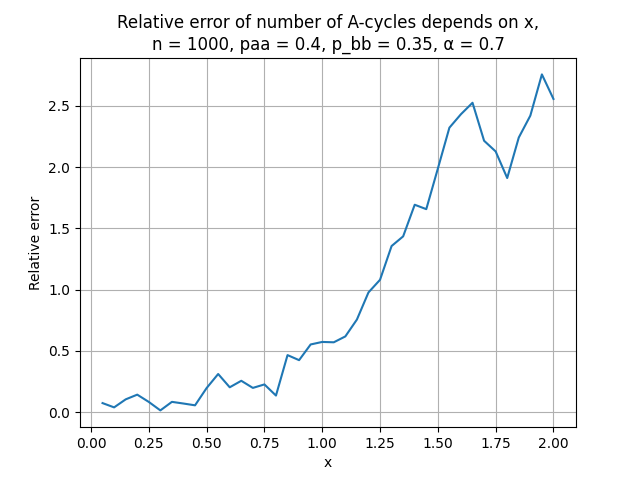 Relative error of number of A-cycles depends on x,
n = 1000, paa = 0.4, p_bb = 0.35, α = 0.7
Relative error
2.5
2.0
1.5
1.0
0.5
0.0
0.00 0.25 0.50 0.75 1.00 1.25 1.50 1.75 2.00
x